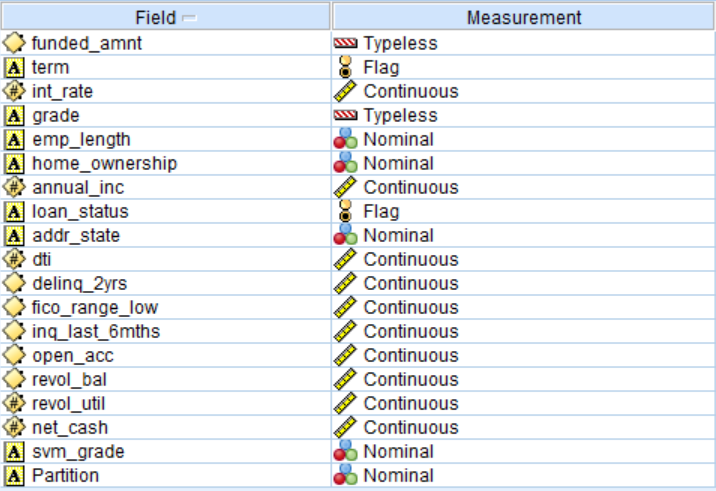 Field Measurement
funded_amnt Typeless
A term Flag
# int_rate Continuous
A grade Typeless
A emp_length Nominal
A home_ownership Nominal
# annual_inc Continuous
A loan_status Flag
A addr_state Nominal
# dti Continuous
delinq_2yrs Continuous
fico_range_low Continuous
inq_last_6mths Continuous
open_acc Continuous
revol_bal Continuous
# revol_util Continuous
# net_cash Continuous
A svm_grade Nominal
A Partition Nominal